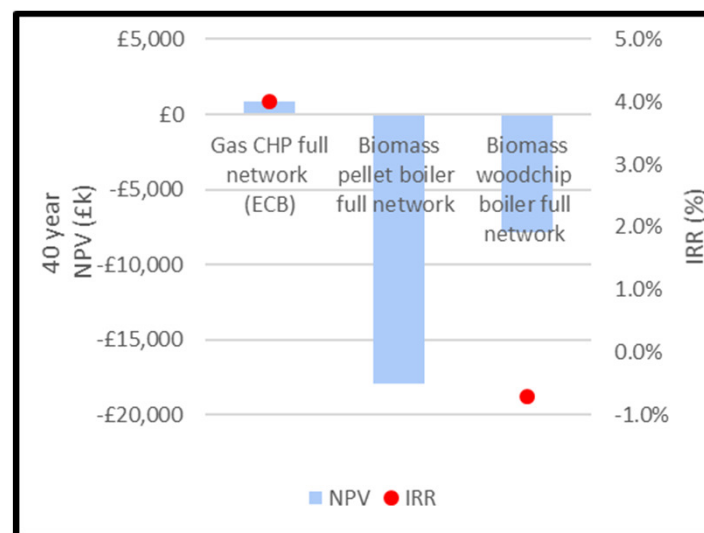 £5,000
£0
-£5,000
-£10,000
-£15,000
-£20,000
40 year
NPV (£k)
Gas CHP full
network
(ECB)
Biomass
pellet boiler
full network
Biomass
woodchip
boiler full
network
5.0%
4.0%
3.0%
2.0%
1.0%
0.0%
-1.0%
IRR (%)
NPV
IRR